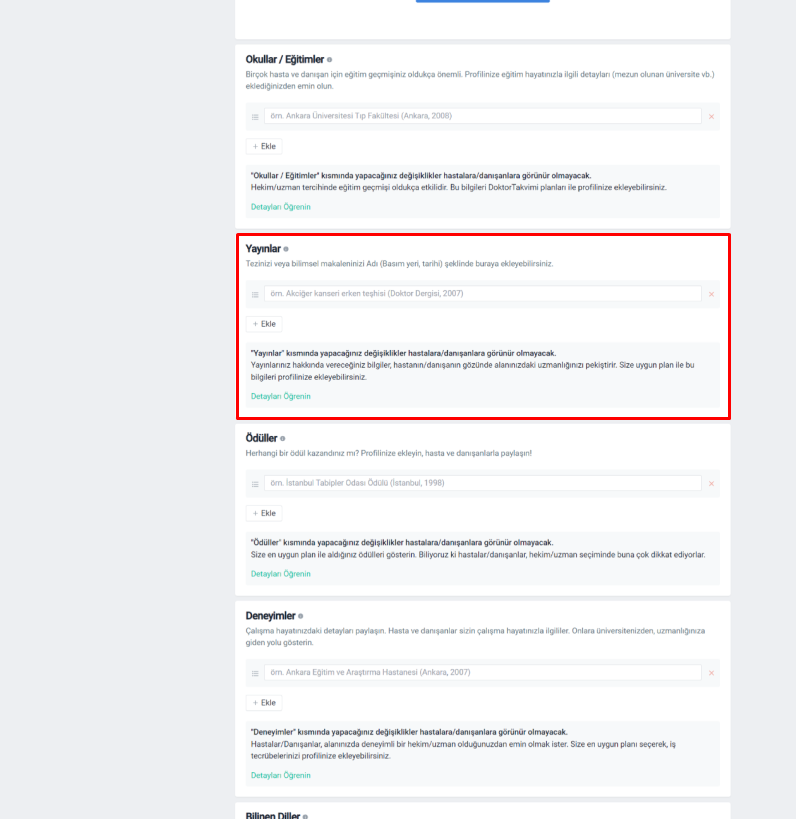 Okullar / Eğitimler
Birçok hasta ve danışan için eğitim geçmişiniz oldukça önemli. Profilinize eğitim hayatınızla ilgili detayları (mezun olunan üniversite vb.)
eklediğinizden emin olun.
örn. Ankara Üniversitesi Tıp Fakültesi (Ankara, 2008)
+ Ekle
"Okullar / Eğitimler" kısmında yapacağınız değişiklikler hastalara/danışanlara görünür olmayacak.
Hekim/uzman tercihinde eğitim geçmişi oldukça etkilidir. Bu bilgileri DoktorTakvimi planları ile profilinize ekleyebilirsiniz.
Detayları Öğrenin
Yayınlar
Tezinizi veya bilimsel makaleninizi Adı (Basım yeri, tarihi) şeklinde buraya ekleyebilirsiniz.
örn. Akciğer kanseri erken teşhisi (Doktor Dergisi, 2007)
+ Ekle
"Yayınlar" kısmında yapacağınız değişiklikler hastalara/danışanlara görünür olmayacak.
Yayınlarınız hakkında vereceğiniz bilgiler, hastanın/danışanın gözünde alanınızdaki uzmanlığınızı pekiştirir. Size uygun plan ile bu
bilgileri profilinize ekleyebilirsiniz.
Detayları Öğrenin
Ödüller
Herhangi bir ödül kazandınız mı? Profilinize ekleyin, hasta ve danışanlarla paylaşın!
örn. İstanbul Tabipler Odası Ödülü (İstanbul, 1998)
+ Ekle
"Ödüller" kısmında yapacağınız değişiklikler hastalara/danışanlara görünür olmayacak.
Size en uygun plan ile aldığınız ödülleri gösterin. Biliyoruz ki hastalar/danışanlar, hekim/uzman seçiminde buna çok dikkat ediyorlar.
Detayları Öğrenin
Deneyimler
Çalışma hayatınızdaki detayları paylaşın. Hasta ve danışanlar sizin çalışma hayatınızla ilgililer. Onlara üniversitenizden, uzmanlığınıza
giden yolu gösterin.
örn. Ankara Eğitim ve Araştırma Hastanesi (Ankara, 2007)
+ Ekle
"Deneyimler" kısmında yapacağınız değişiklikler hastalara/danışanlara görünür olmayacak.
Hastalar/Danışanlar, alanınızda deneyimli bir hekim/uzman olduğunuzdan emin olmak ister. Size en uygun planı seçerek, iş
tecrübelerinizi profilinize ekleyebilirsiniz.
Detayları Öğrenin
Bilinen Diller